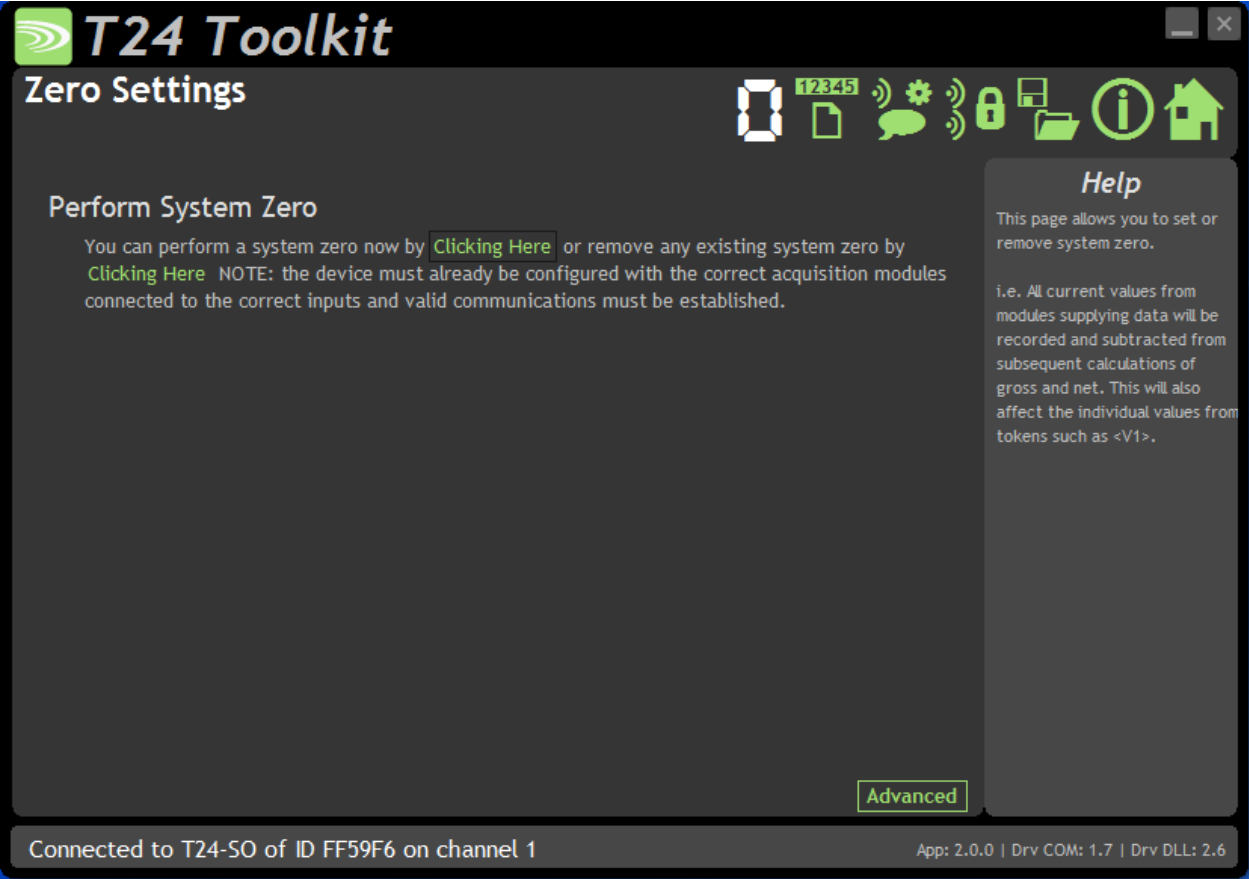 T24 Toolkit
Zero Settings
0
12345
Perform System Zero
You can perform a system zero now by Clicking Here or remove any existing system zero by
Clicking Here NOTE: the device must already be configured with the correct acquisition modules
connected to the correct inputs and valid communications must be established.
Advanced
Help
This page allows you to set or
remove system zero.
i.e. All current values from
modules supplying data will be
recorded and subtracted from
subsequent calculations of
gross and net. This will also
affect the individual values from
tokens such as <V1>.
Connected to T24-SO of ID FF59F6 on channel 1
App: 2.0.0 | Drv COM: 1.7 | Drv DLL: 2.6